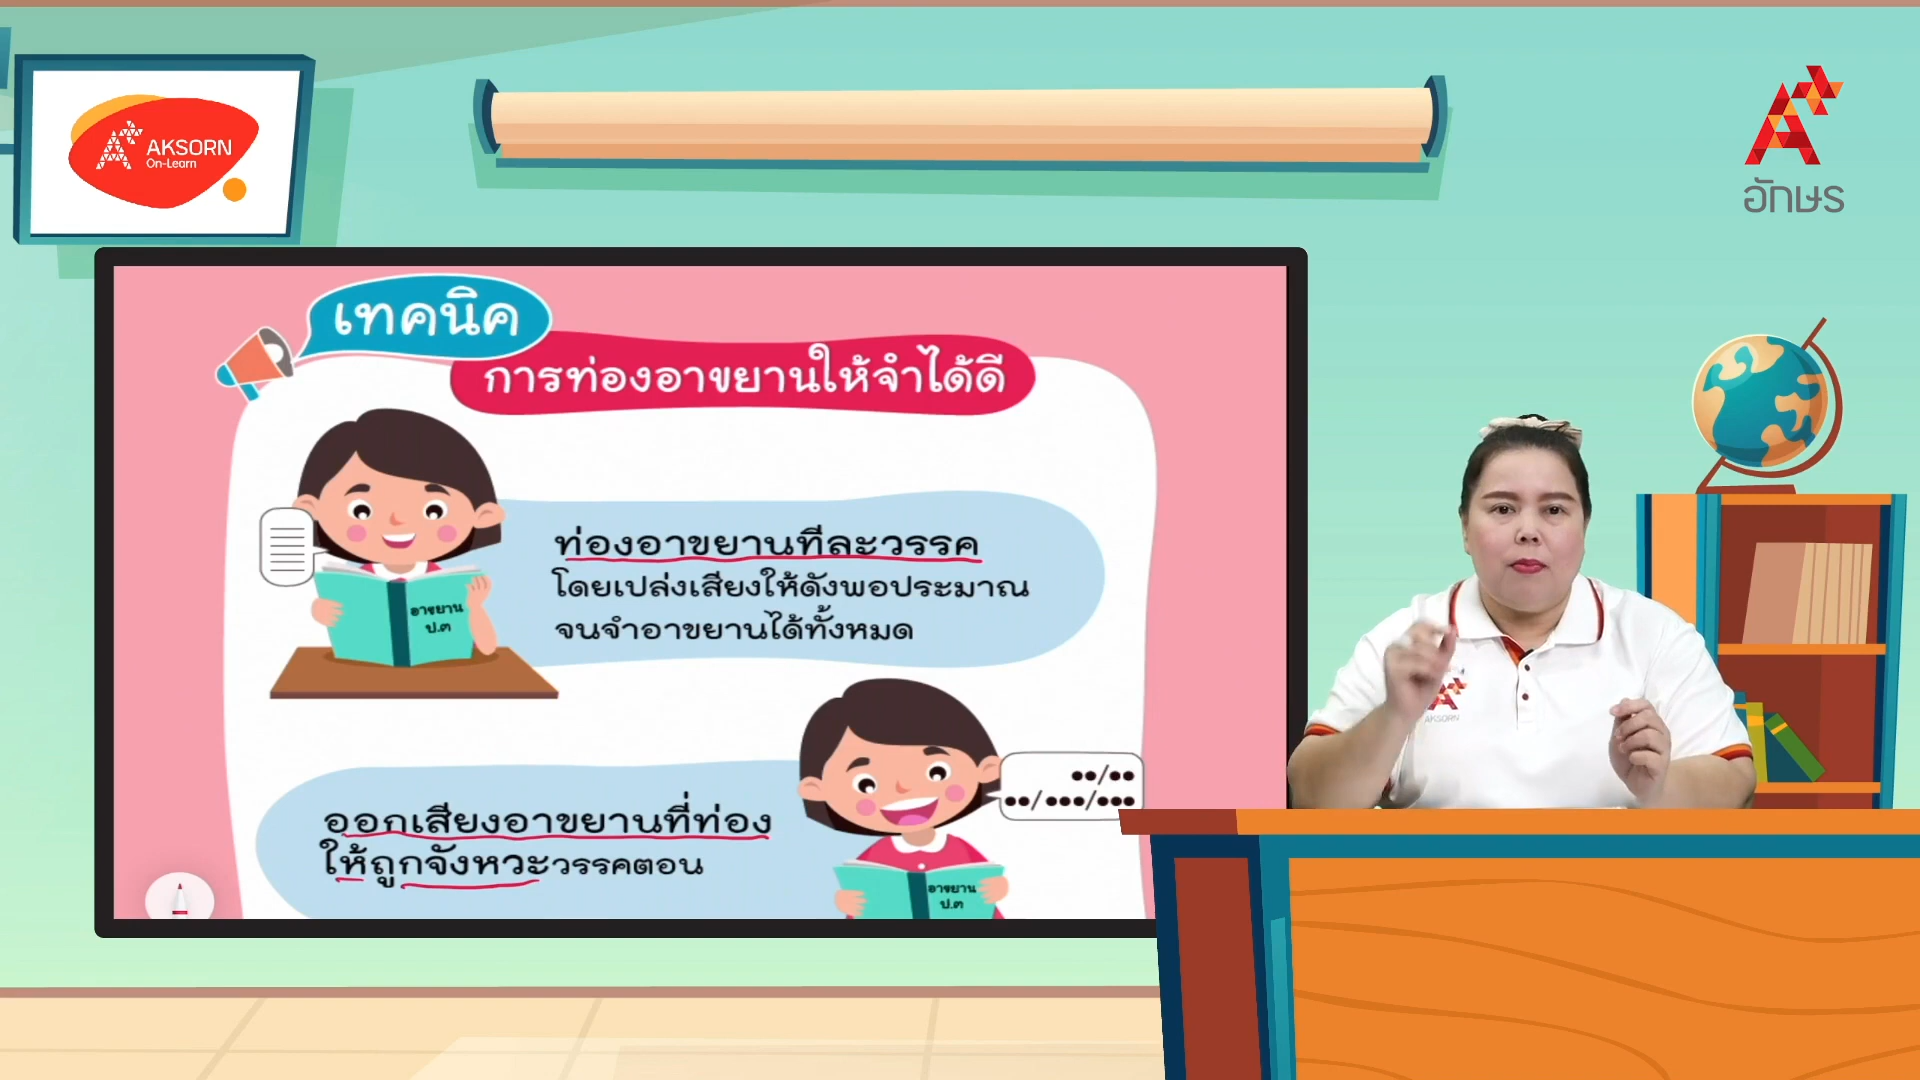 AKSORN
On-Learn
อักษร
เทคนิค
การท่องอาขยานให้จำได้ดี
ท่องอาขยานทีละวรรค
โดยเปล่งเสียงให้ดังพอประมาณ
จนจำอาขยานได้ทั้งหมด
อาขยาน
ป.๓
ออกเสียงอาขยานที่ท่อง
ให้ถูกจังหวะวรรคตอน
อาขยาน
ป.๓
AKSORN